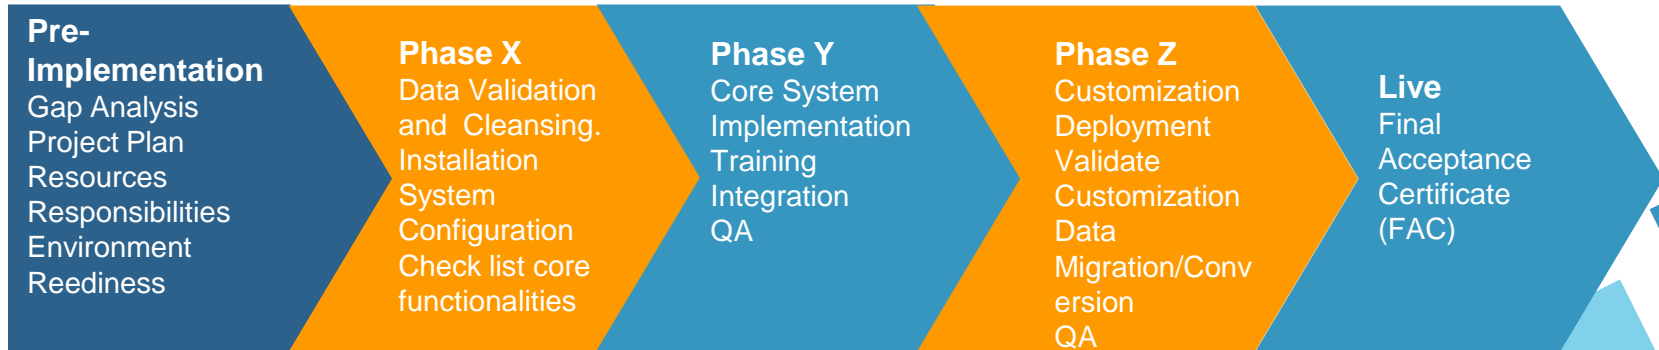 Pre-
Implementation
Gap Analysis
Project Plan
Resources
Responsibilities
Environment
Reediness
Phase X
Data Validation
and  Cleansing.
Installation
System
Configuration
Check list core
functionalities
Phase Y
Core System
Implementation
Training
Integration
QA
Phase Z
Customization
Deployment
Validate
Customization
Data
Migration/Conv
ersion
QA
Live
Final
Acceptance
Certificate
(FAC)